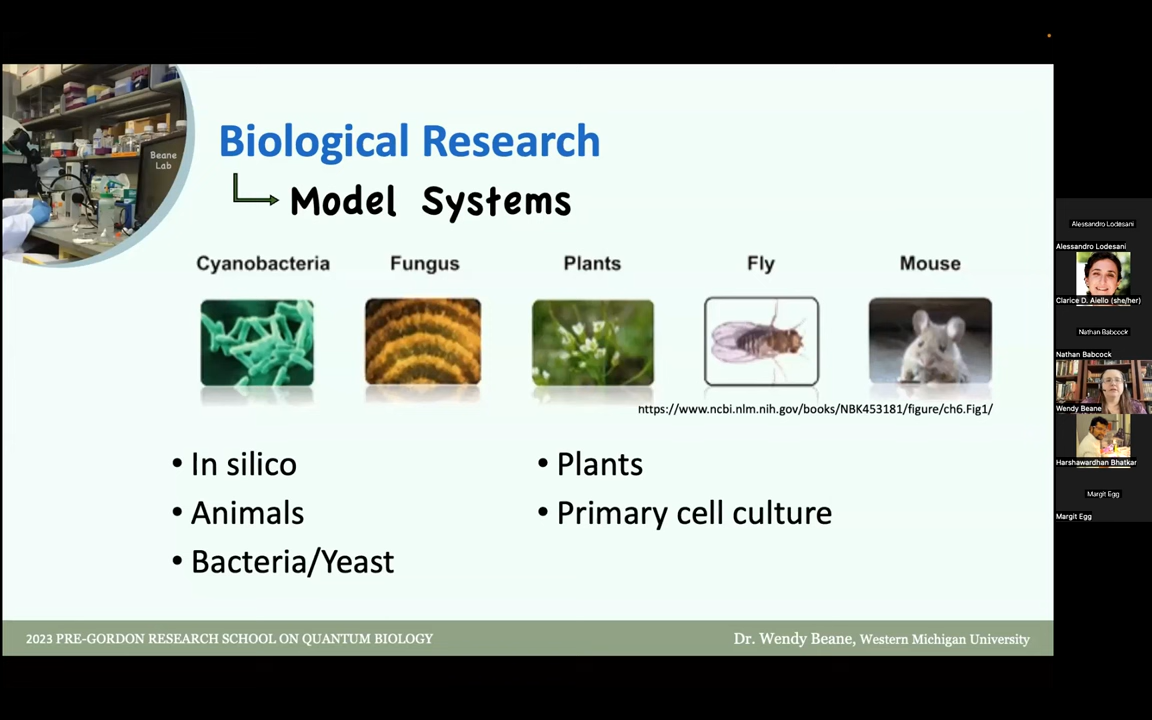 Beane
Lab
Biological Research
Model Systems
Cyanobacteria
Fungus
Plants
Fly
Mouse
https://www.ncbi.nlm.nih.gov/books/NBK453181/figure/ch6.Fig1/
• In silico
• Animals
• Bacteria/Yeast
• Plants
• Primary cell culture
2023 PRE-GORDON RESEARCH SCHOOL ON QUANTUM BIOLOGY
Dr. Wendy Beane, Western Michigan University
Alessandro Lodesani
Alessandro Lodesani
Clarice D. Aiello (she/her)
Nathan Babcock
Nathan Babcock
Wendy Beane
Harshawardhan Bhatkar
Margit Egg
Margit Egg